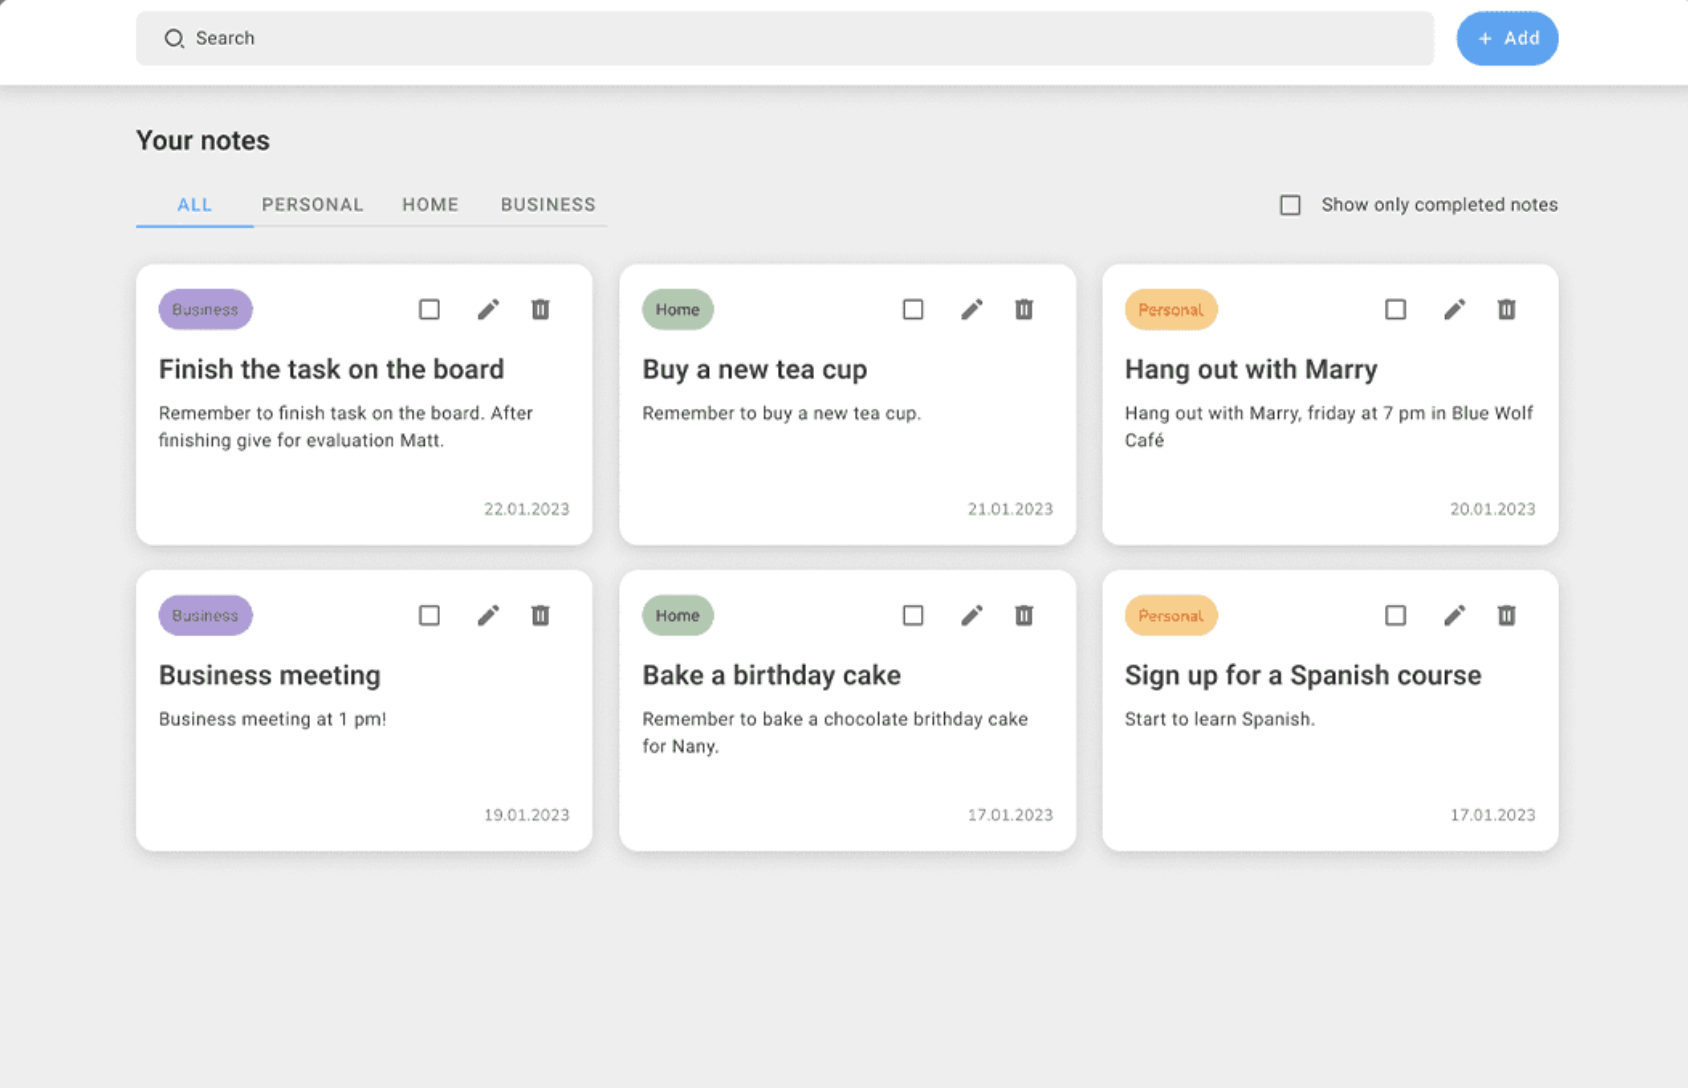 Search
+ Add
Your notes
ALL PERSONAL HOME BUSINESS
Show only completed notes
Business
Finish the task on the board
Remember to finish task on the board. After
finishing give for evaluation Matt.
22.01.2023
Home
Buy a new tea cup
Remember to buy a new tea cup.
21.01.2023
Personal
Hang out with Marry
Hang out with Marry, friday at 7 pm in Blue Wolf
Café
20.01.2023
Business
Business meeting
Business meeting at 1 pm!
19.01.2023
Home
Bake a birthday cake
Remember to bake a chocolate brithday cake
for Nany.
17.01.2023
Personal
Sign up for a Spanish course
Start to learn Spanish.
17.01.2023